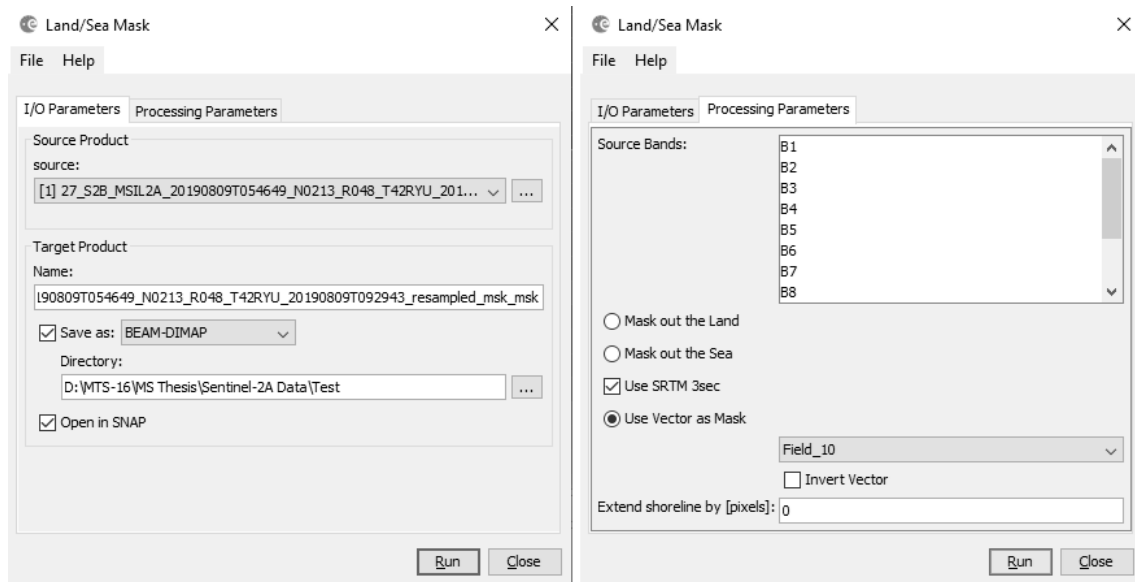 Land/Sea Mask
File Help
I/O Parameters Processing Parameters
Source Product
source:
[1] 27_S2B_MSIL2A_20190809T054649_N0213_R048_T42RYU_201...
...
Target Product
Name:
190809T054649_N0213_R048_T42RYU_20190809T092943_resampled_msk_msk
Save as: BEAM-DIMAP
Directory:
D:\MTS-16\MS Thesis\Sentinel-2A Data\Test
...
Open in SNAP
Run Close
Land/Sea Mask
File Help
I/O Parameters Processing Parameters
Source Bands:
B1
B2
B3
B4
B5
B6
B7
B8
Mask out the Land
Mask out the Sea
Use SRTM 3sec
Use Vector as Mask
Field_10
Invert Vector
Extend shoreline by [pixels]: 0
Run Close